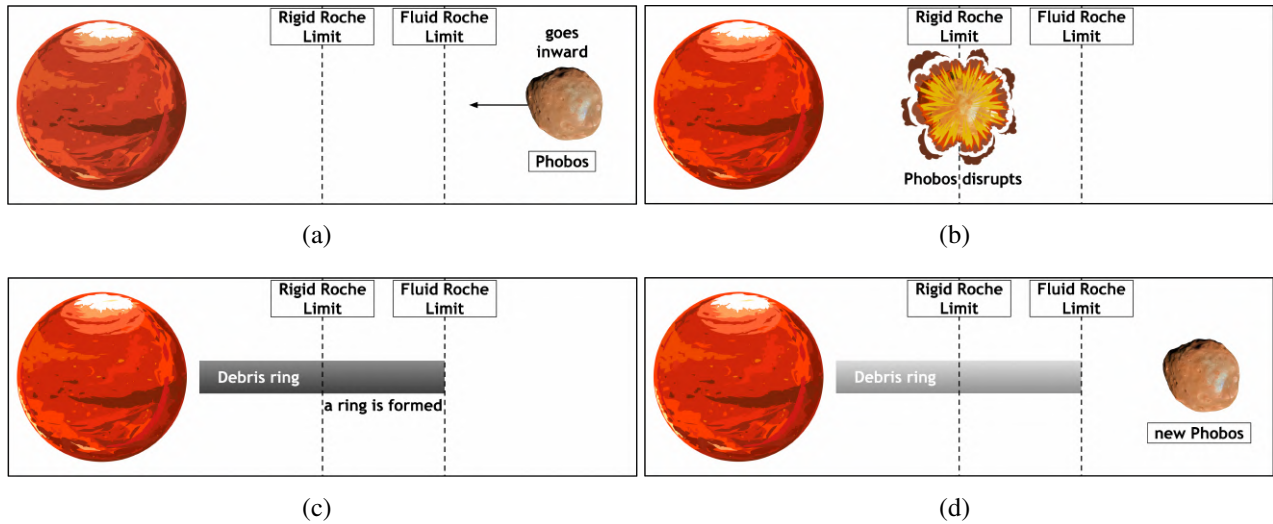 Rigid Roche
Limit
Fluid Roche
Limit
goes
inward
Phobos
(a)
Rigid Roche
Limit
Fluid Roche
Limit
Phobos disrupts
(b)
Rigid Roche
Limit
Fluid Roche
Limit
Debris ring
a ring is formed
(c)
Rigid Roche
Limit
Fluid Roche
Limit
Debris ring
new Phobos
(d)